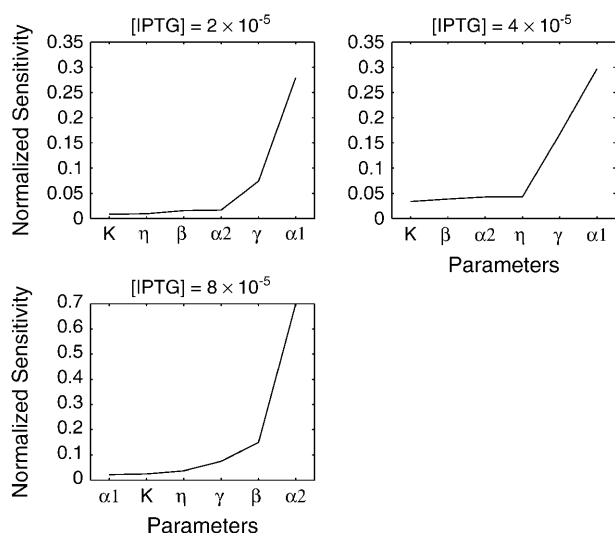 [IPTG] = 2 × 10⁻⁵
Normalized Sensitivity
0.35
0.3
0.25
0.2
0.15
0.1
0.05
0
K η β α2 γ α1
[IPTG] = 4 × 10⁻⁵
0.35
0.3
0.25
0.2
0.15
0.1
0.05
0
K β α2 η γ α1
Parameters
[IPTG] = 8 × 10⁻⁵
Normalized Sensitivity
0.7
0.6
0.5
0.4
0.3
0.2
0.1
0
α1 K η γ β α2
Parameters